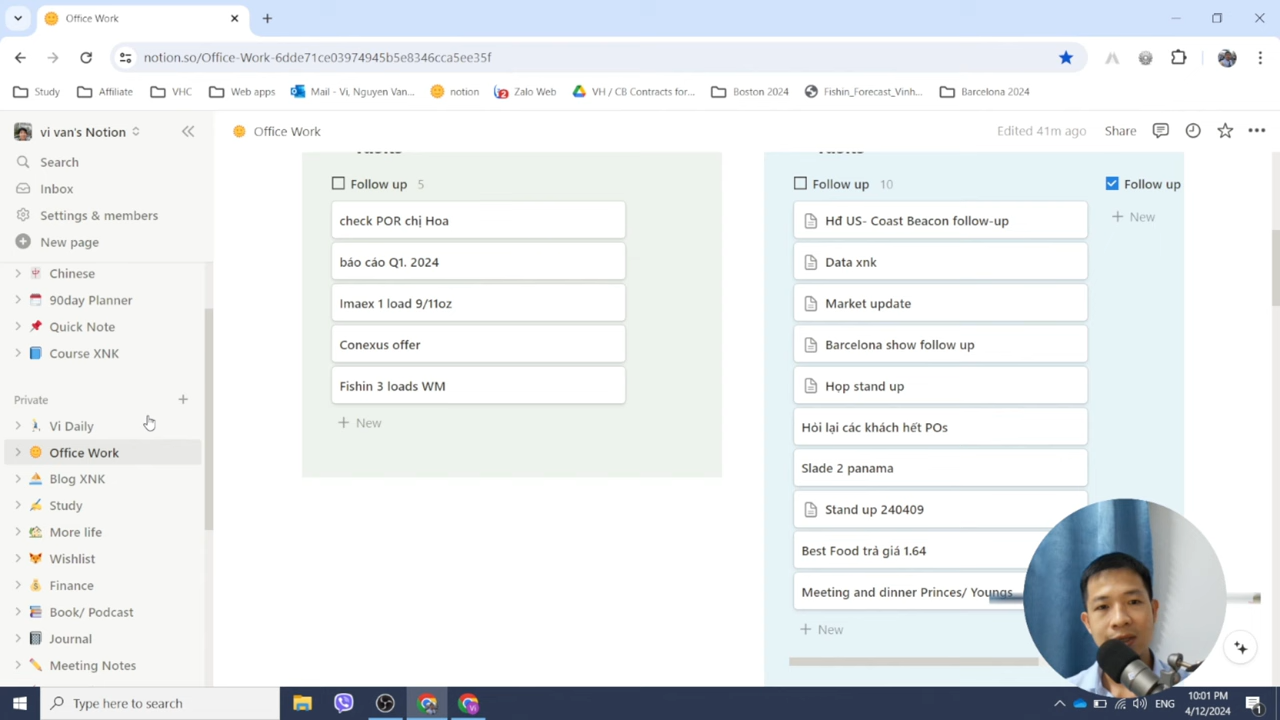 Office Work
notion.so/Office-Work-6dde71ce03974945b5e8346cca5ee35f
Study
Affiliate
VHC
Web apps
Mail - Vi, Nguyen Van...
notion
Zalo Web
VH / CB Contracts for...
Boston 2024
Fishin_Forecast_Vinh...
Barcelona 2024
vi van's Notion
Office Work
Edited 41m ago
Share
Search
Inbox
Settings & members
New page
Chinese
90day Planner
Quick Note
Course XNK
Private
Vi Daily
Office Work
Blog XNK
Study
More life
Wishlist
Finance
Book/ Podcast
Journal
Meeting Notes
Follow up 5
check POR chị Hoa
báo cáo Q1. 2024
Imaex 1 load 9/11oz
Conexus offer
Fishin 3 loads WM
+ New
Follow up 10
Hđ US- Coast Beacon follow-up
Data xnk
Market update
Barcelona show follow up
Họp stand up
Hỏi lại các khách hết POs
Slade 2 panama
Stand up 240409
Best Food trả giá 1.64
Meeting and dinner Princes/ Youngs
+ New
Follow up
+ New
Type here to search
ENG
10:01 PM
4/12/2024